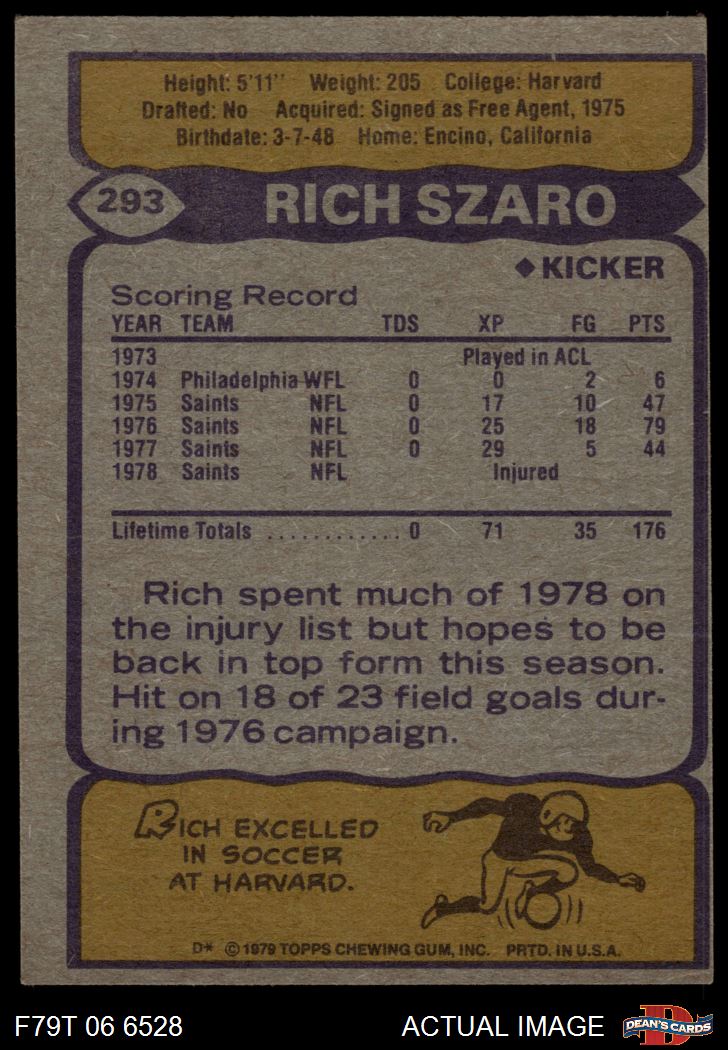 Height: 5'11" Weight: 205 College: Harvard
Drafted: No Acquired: Signed as Free Agent, 1975
Birthdate: 3-7-48 Home: Encino, California
293 RICH SZARO
◆ KICKER
Scoring Record
YEAR TEAM TDS XP FG PTS
1973 Played in ACL
1974 Philadelphia WFL 0 0 2 6
1975 Saints NFL 0 17 10 47
1976 Saints NFL 0 25 18 79
1977 Saints NFL 0 29 5 44
1978 Saints NFL Injured
Lifetime Totals ............ 0 71 35 176
Rich spent much of 1978 on
the injury list but hopes to be
back in top form this season.
Hit on 18 of 23 field goals dur-
ing 1976 campaign.
RICH EXCELLED
IN SOCCER
AT HARVARD.
D* © 1979 TOPPS CHEWING GUM, INC. PRTD. IN U.S.A.
F79T 06 6528 ACTUAL IMAGE D DEAN'S CARDS